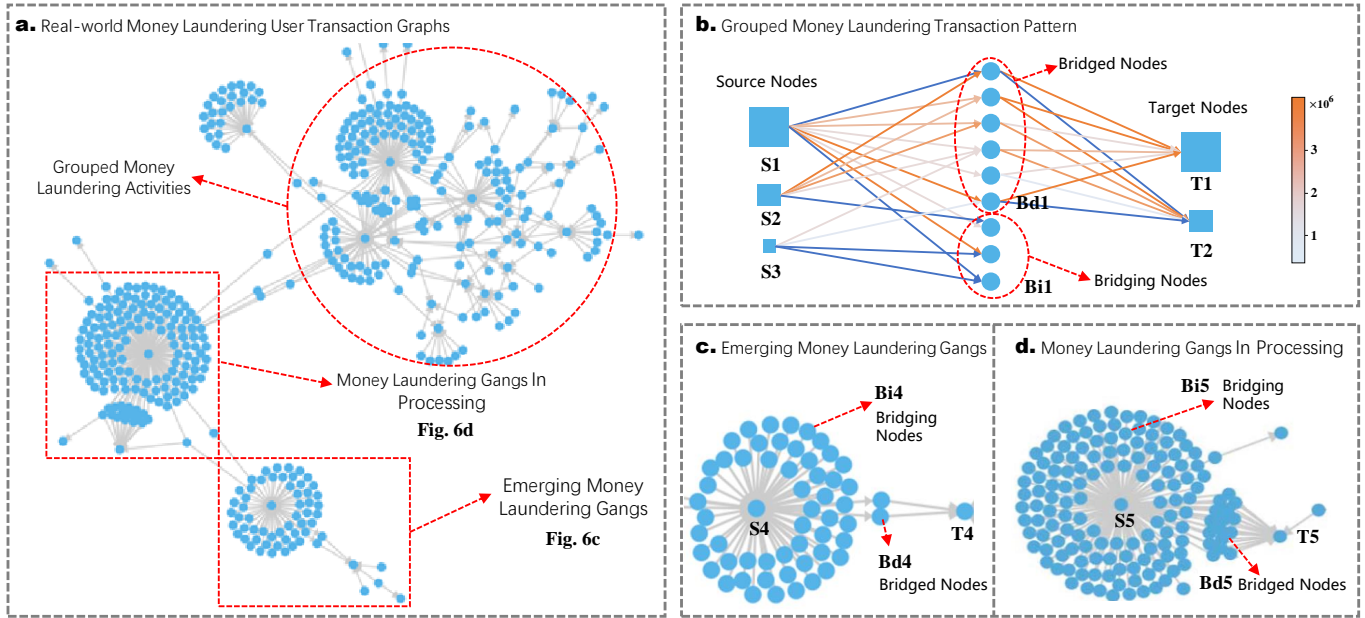 a. Real-world Money Laundering User Transaction Graphs
Grouped Money
Laundering Activities
Money Laundering Gangs In
Processing
Fig. 6d
Emerging Money
Laundering Gangs
Fig. 6c
b. Grouped Money Laundering Transaction Pattern
Source Nodes
Bridged Nodes
Target Nodes
S1
S2
S3
Bd1
Bi1
Bridging Nodes
T1
T2
×10⁶
3
2
1
c. Emerging Money Laundering Gangs
Bi4
Bridging
Nodes
S4
T4
Bd4
Bridged Nodes
d. Money Laundering Gangs In Processing
Bi5
Bridging
Nodes
S5
T5
Bd5 Bridged Nodes